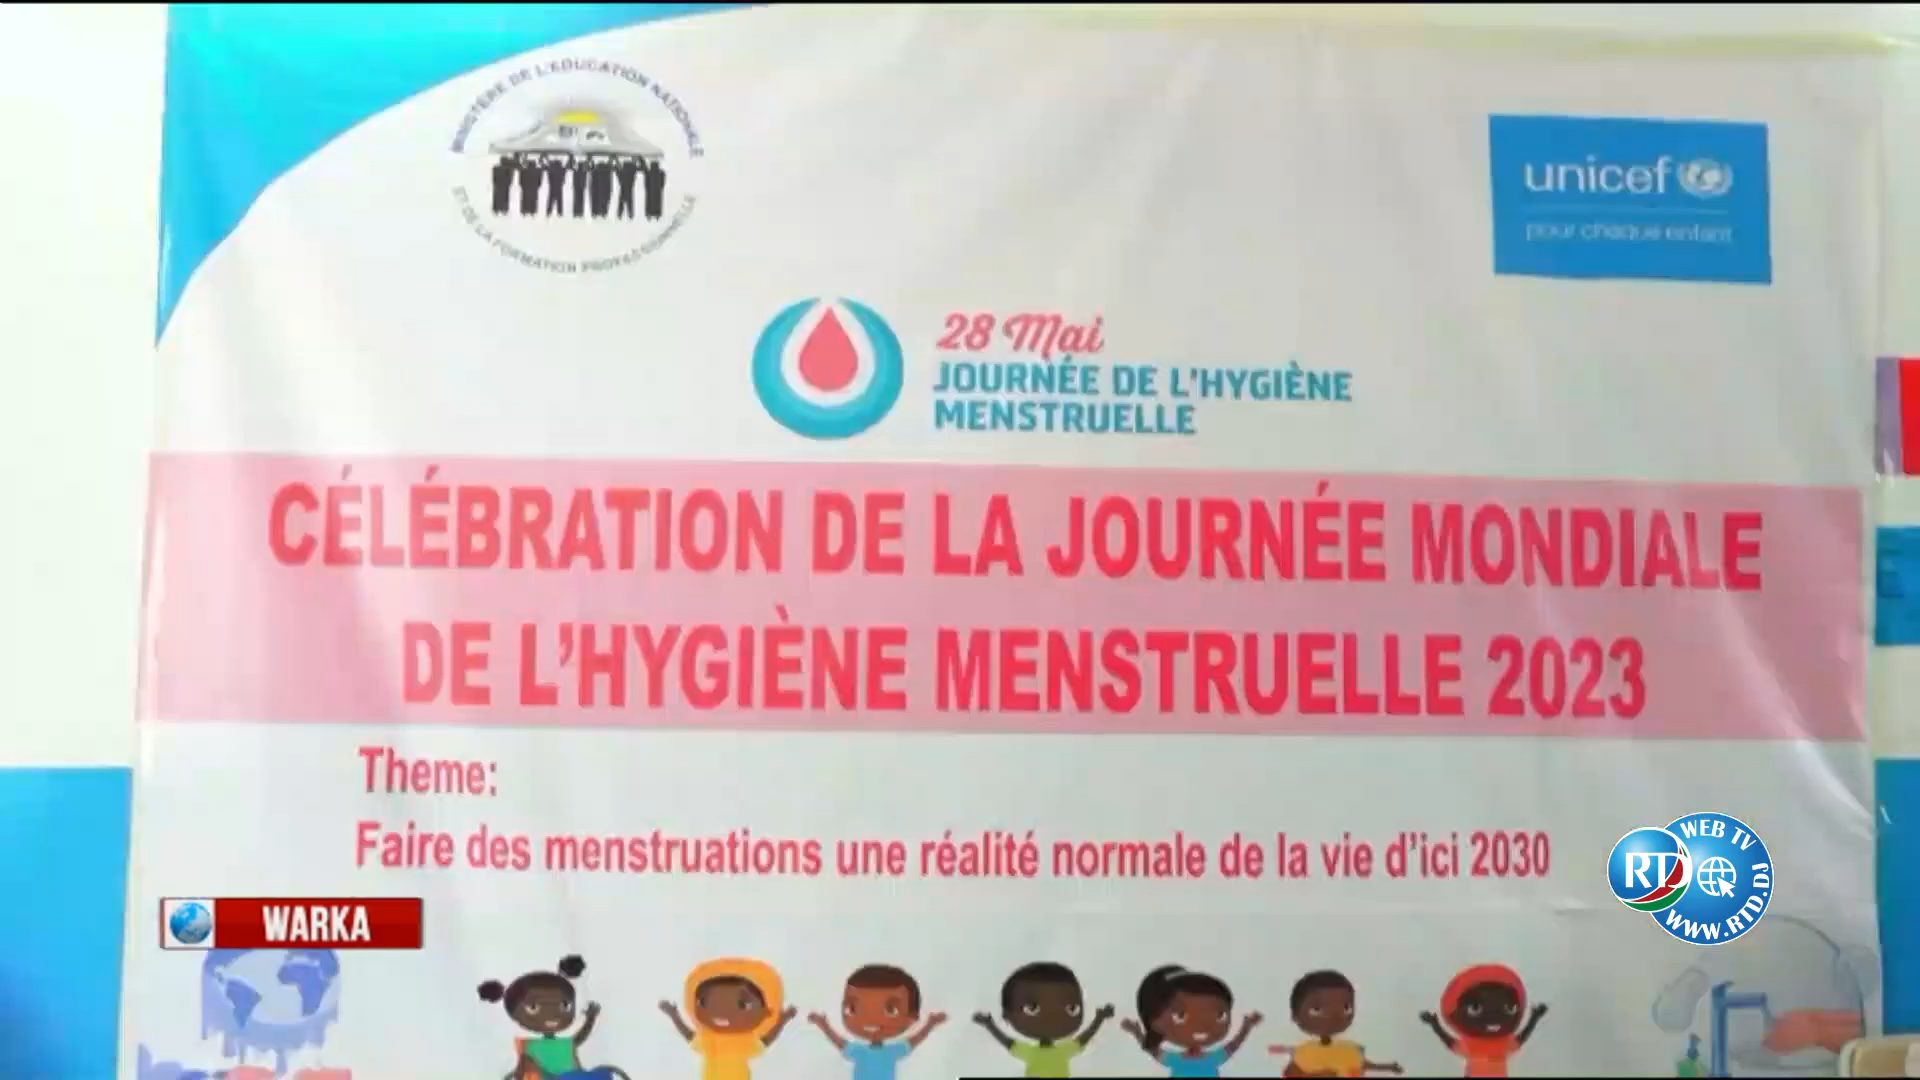 MINISTÈRE DE L'EDUCATION NATIONALE
ET DE LA FORMATION PROFESSIONNELLE
unicef
pour chaque enfant
28 Mai
JOURNÉE DE L'HYGIÈNE
MENSTRUELLE
CÉLÉBRATION DE LA JOURNÉE MONDIALE
DE L'HYGIÈNE MENSTRUELLE 2023
Theme:
Faire des menstruations une réalité normale de la vie d'ici 2030
WEB TV
RTD
WWW.RTD.DJ
WARKA